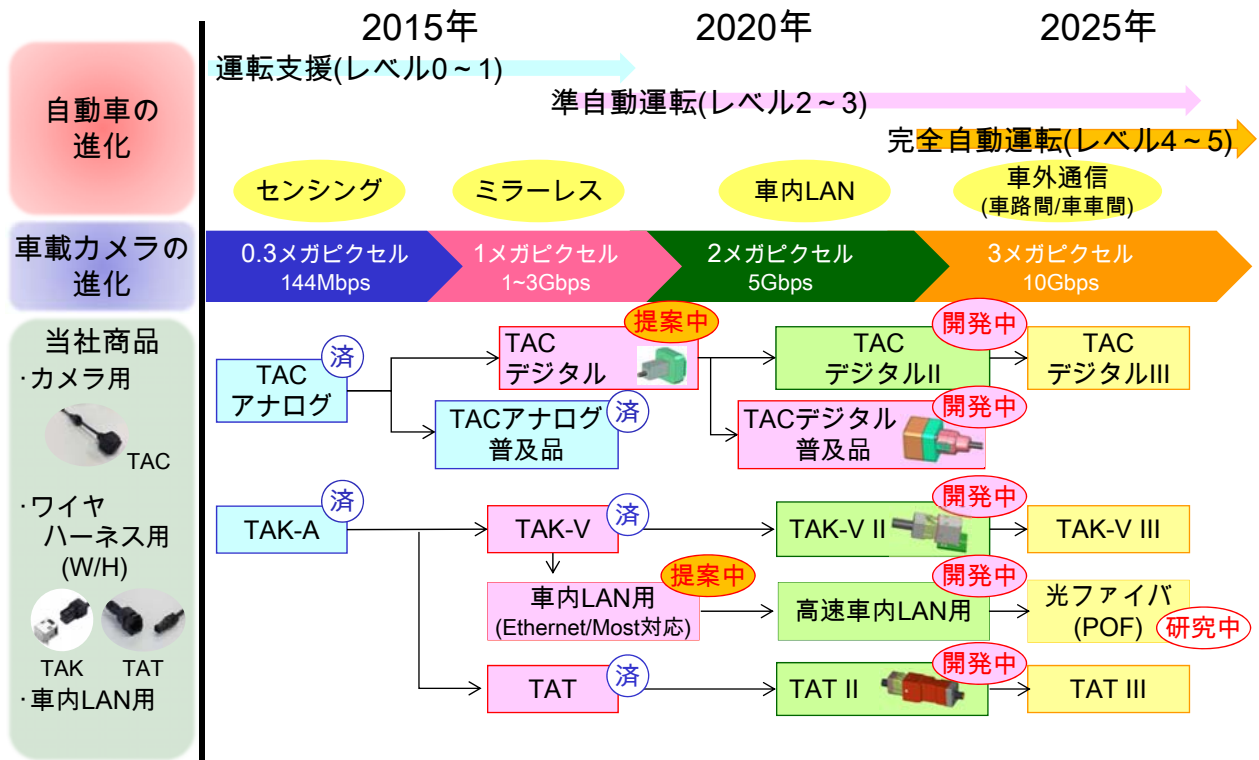 2015年
2020年
2025年
運転支援(レベル0～1)
準自動運転(レベル2～3)
完全自動運転(レベル4～5)
自動車の
進化
センシング
ミラーレス
車内LAN
車外通信
(車路間/車車間)
車載カメラの
進化
0.3メガピクセル
144Mbps
1メガピクセル
1~3Gbps
2メガピクセル
5Gbps
3メガピクセル
10Gbps
当社商品
･カメラ用
TAC
･ワイヤ
ハーネス用
(W/H)
TAK
TAT
･車内LAN用
済
TAC
アナログ
提案中
TAC
デジタル
開発中
TAC
デジタルII
TAC
デジタルIII
済
TACアナログ
普及品
開発中
TACデジタル
普及品
済
TAK-A
済
TAK-V
開発中
TAK-V II
TAK-V III
提案中
車内LAN用
(Ethernet/Most対応)
開発中
高速車内LAN用
光ファイバ
(POF)
研究中
済
TAT
開発中
TAT II
TAT III